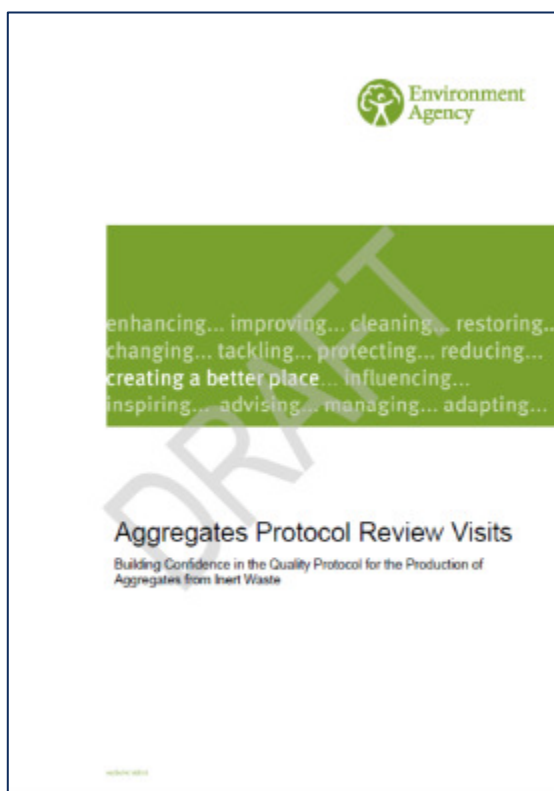 Environment
Agency
enhancing... improving... cleaning... restoring...
changing... tackling... protecting... reducing...
creating a better place... influencing...
inspiring... advising... managing... adapting...
DRAFT
Aggregates Protocol Review Visits
Building Confidence in the Quality Protocol for the Production of
Aggregates from Inert Waste